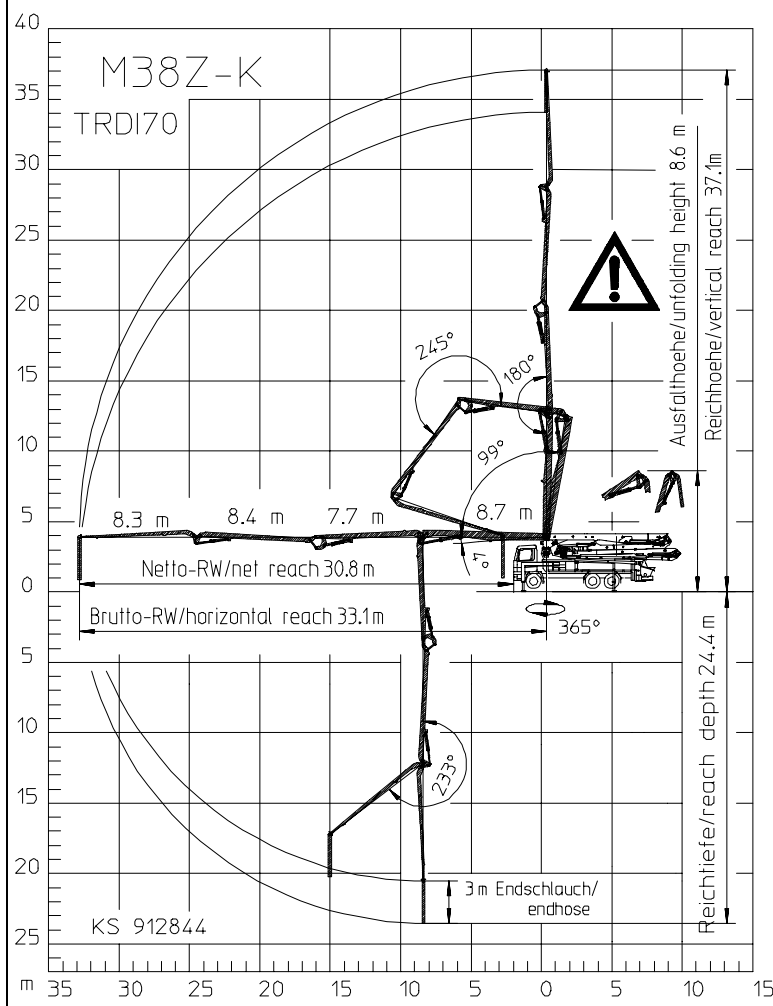 40
M38Z-K
35
TRDI70
30
25
20
15
10
5
0
5
10
15
20
25
m 35 30 25 20 15 10 5 0 5 10 15
Ausfalthoehe/unfolding height 8.6 m
Reichhoehe/vertical reach 37.1m
245°
180°
99°
8.3 m 8.4 m 7.7 m 8.7 m
4°
Netto-RW/net reach 30.8 m
Brutto-RW/horizontal reach 33.1m
365°
Reichtiefe/reach depth 24.4 m
233°
3 m Endschlauch/
endhose
KS 912844